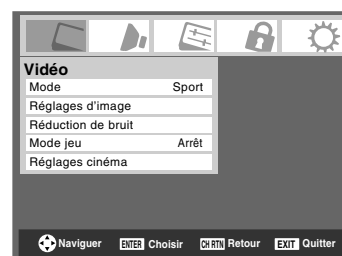 Vidéo
Mode Sport
Réglages d'image
Réduction de bruit
Mode jeu Arrêt
Réglages cinéma
Naviguer ENTER Choisir CH RTN Retour EXIT Quitter